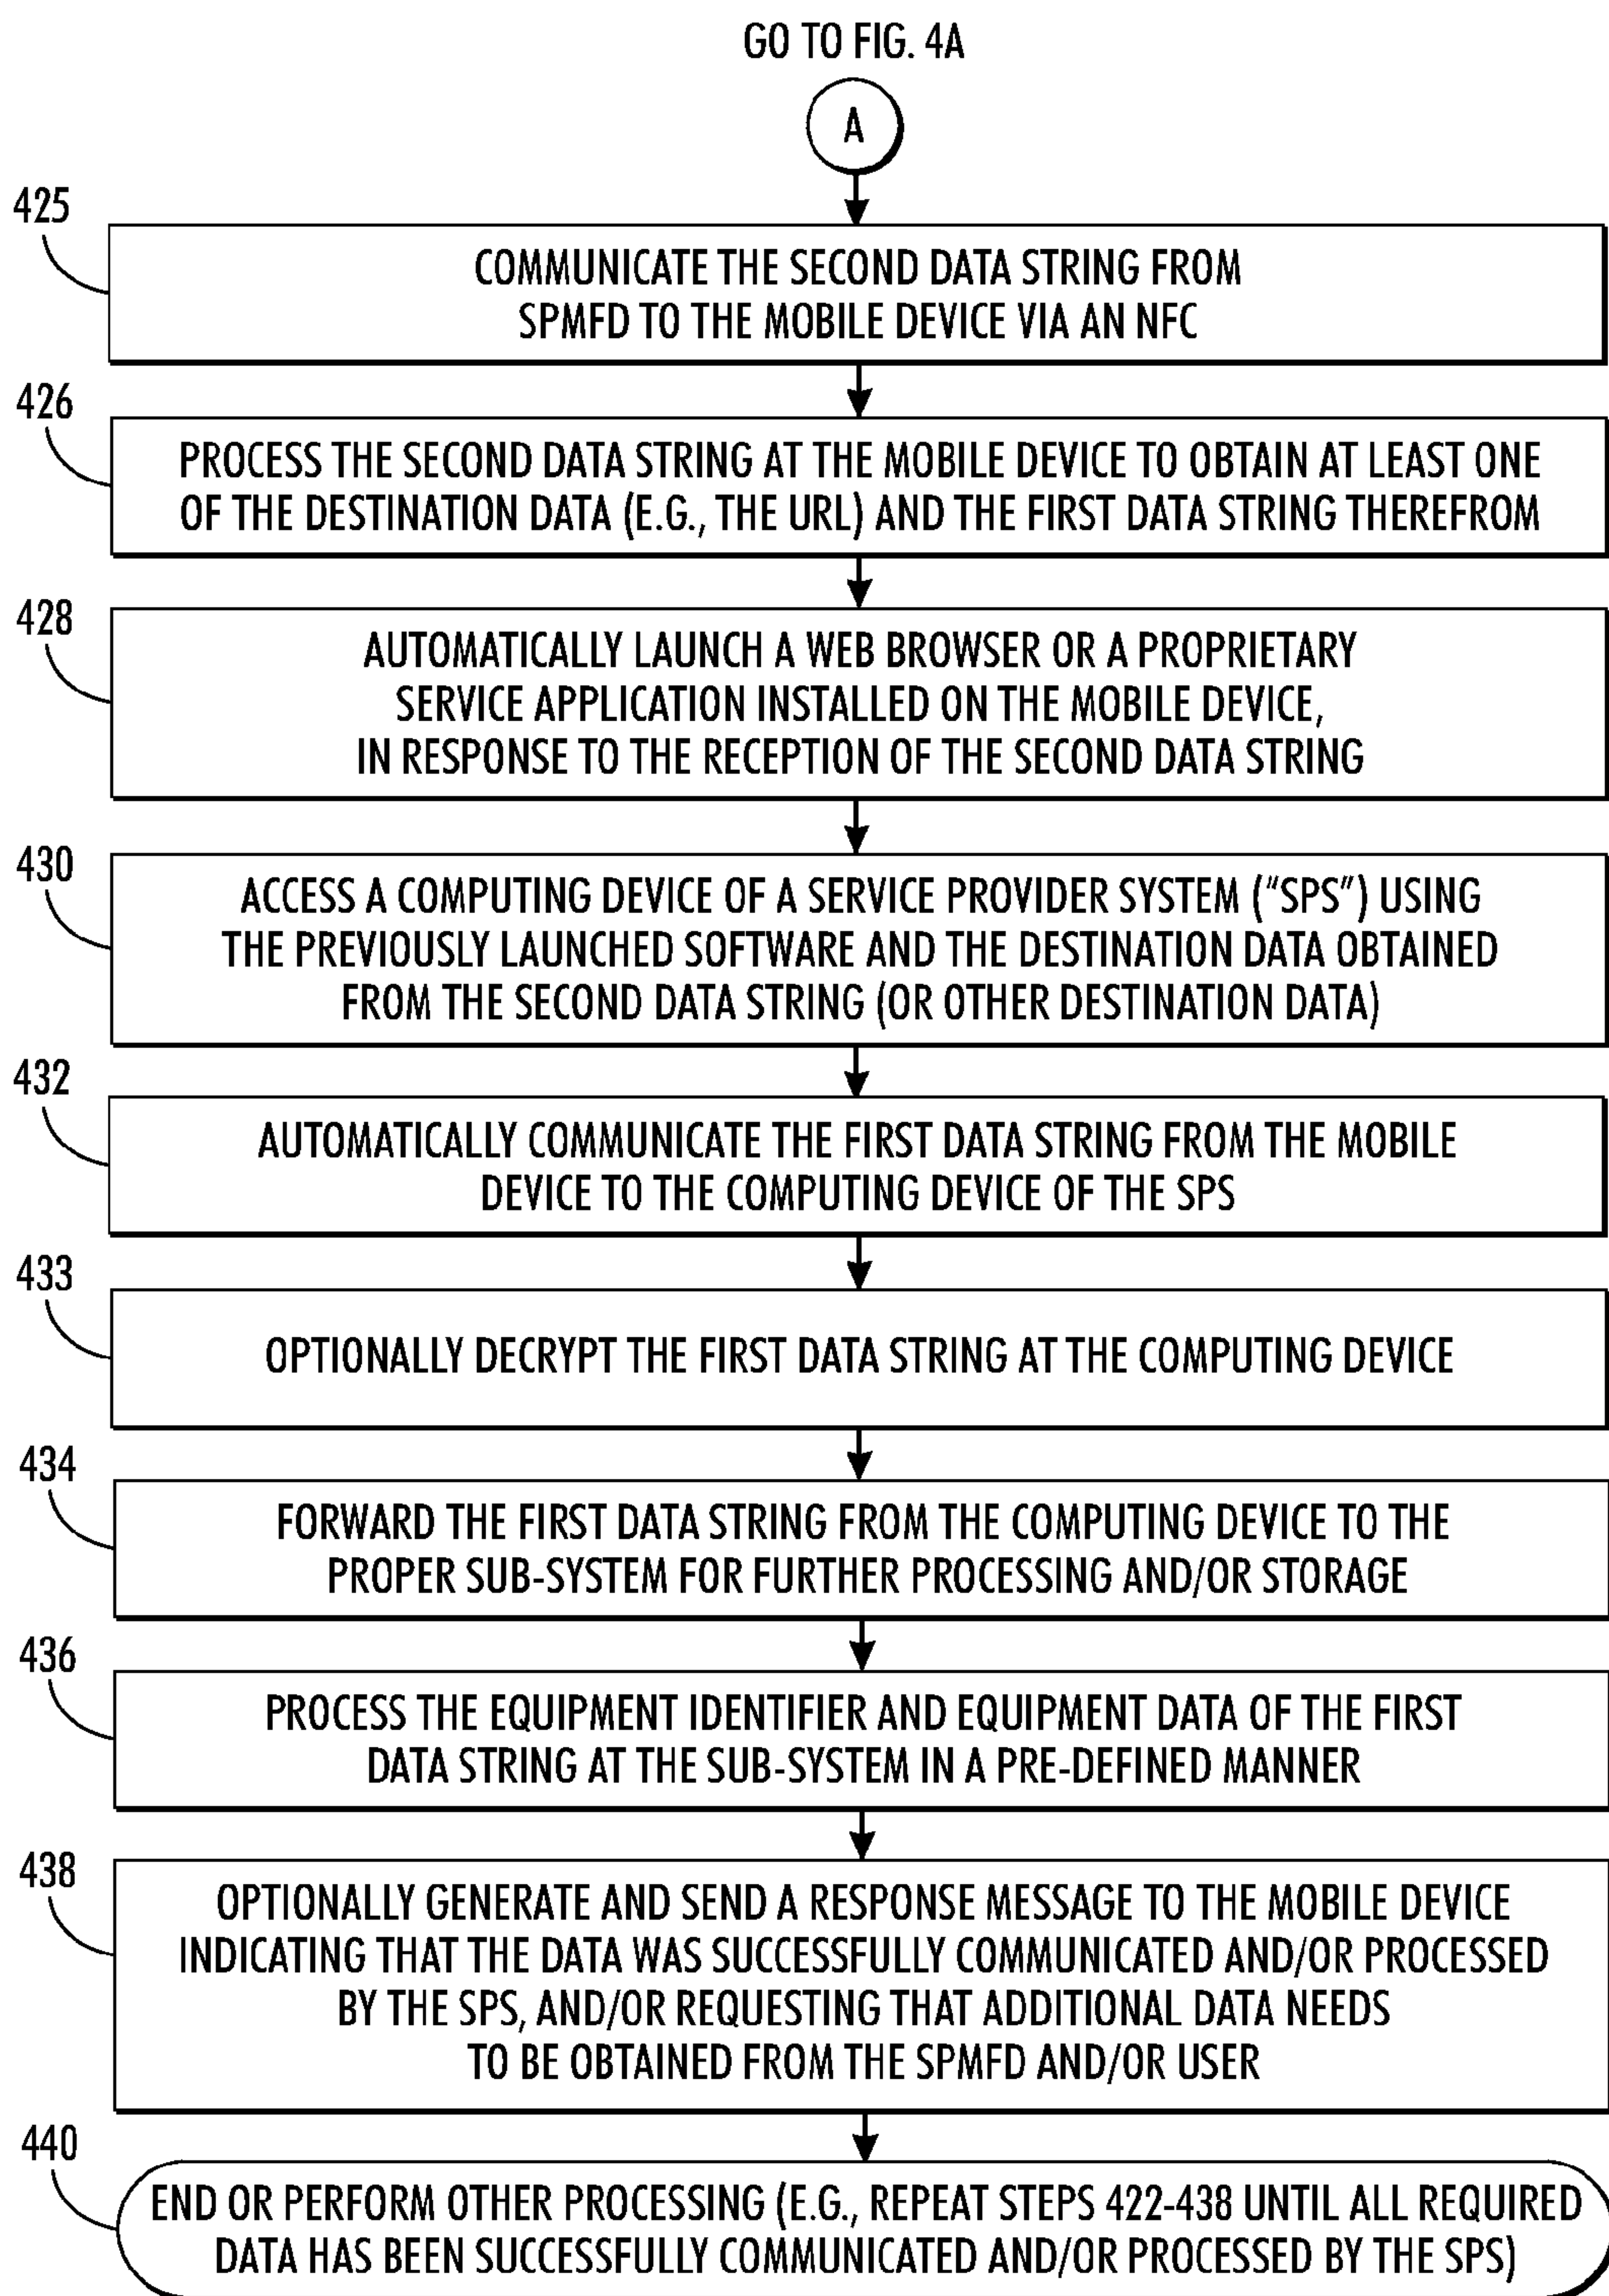 GO TO FIG. 4A
A
425
COMMUNICATE THE SECOND DATA STRING FROM
SPMFD TO THE MOBILE DEVICE VIA AN NFC
426
PROCESS THE SECOND DATA STRING AT THE MOBILE DEVICE TO OBTAIN AT LEAST ONE
OF THE DESTINATION DATA (E.G., THE URL) AND THE FIRST DATA STRING THEREFROM
428
AUTOMATICALLY LAUNCH A WEB BROWSER OR A PROPRIETARY
SERVICE APPLICATION INSTALLED ON THE MOBILE DEVICE,
IN RESPONSE TO THE RECEPTION OF THE SECOND DATA STRING
430
ACCESS A COMPUTING DEVICE OF A SERVICE PROVIDER SYSTEM ("SPS") USING
THE PREVIOUSLY LAUNCHED SOFTWARE AND THE DESTINATION DATA OBTAINED
FROM THE SECOND DATA STRING (OR OTHER DESTINATION DATA)
432
AUTOMATICALLY COMMUNICATE THE FIRST DATA STRING FROM THE MOBILE
DEVICE TO THE COMPUTING DEVICE OF THE SPS
433
OPTIONALLY DECRYPT THE FIRST DATA STRING AT THE COMPUTING DEVICE
434
FORWARD THE FIRST DATA STRING FROM THE COMPUTING DEVICE TO THE
PROPER SUB-SYSTEM FOR FURTHER PROCESSING AND/OR STORAGE
436
PROCESS THE EQUIPMENT IDENTIFIER AND EQUIPMENT DATA OF THE FIRST
DATA STRING AT THE SUB-SYSTEM IN A PRE-DEFINED MANNER
438
OPTIONALLY GENERATE AND SEND A RESPONSE MESSAGE TO THE MOBILE DEVICE
INDICATING THAT THE DATA WAS SUCCESSFULLY COMMUNICATED AND/OR PROCESSED
BY THE SPS, AND/OR REQUESTING THAT ADDITIONAL DATA NEEDS
TO BE OBTAINED FROM THE SPMFD AND/OR USER
440
END OR PERFORM OTHER PROCESSING (E.G., REPEAT STEPS 422-438 UNTIL ALL REQUIRED
DATA HAS BEEN SUCCESSFULLY COMMUNICATED AND/OR PROCESSED BY THE SPS)